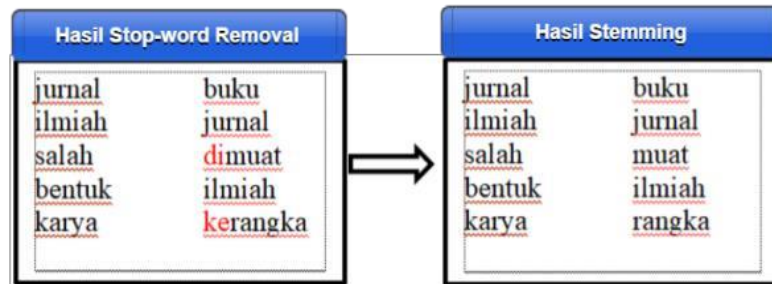 Hasil Stop-word Removal
jurnal buku
ilmiah jurnal
salah dimuat
bentuk ilmiah
karya kerangka
Hasil Stemming
jurnal buku
ilmiah jurnal
salah muat
bentuk ilmiah
karya rangka